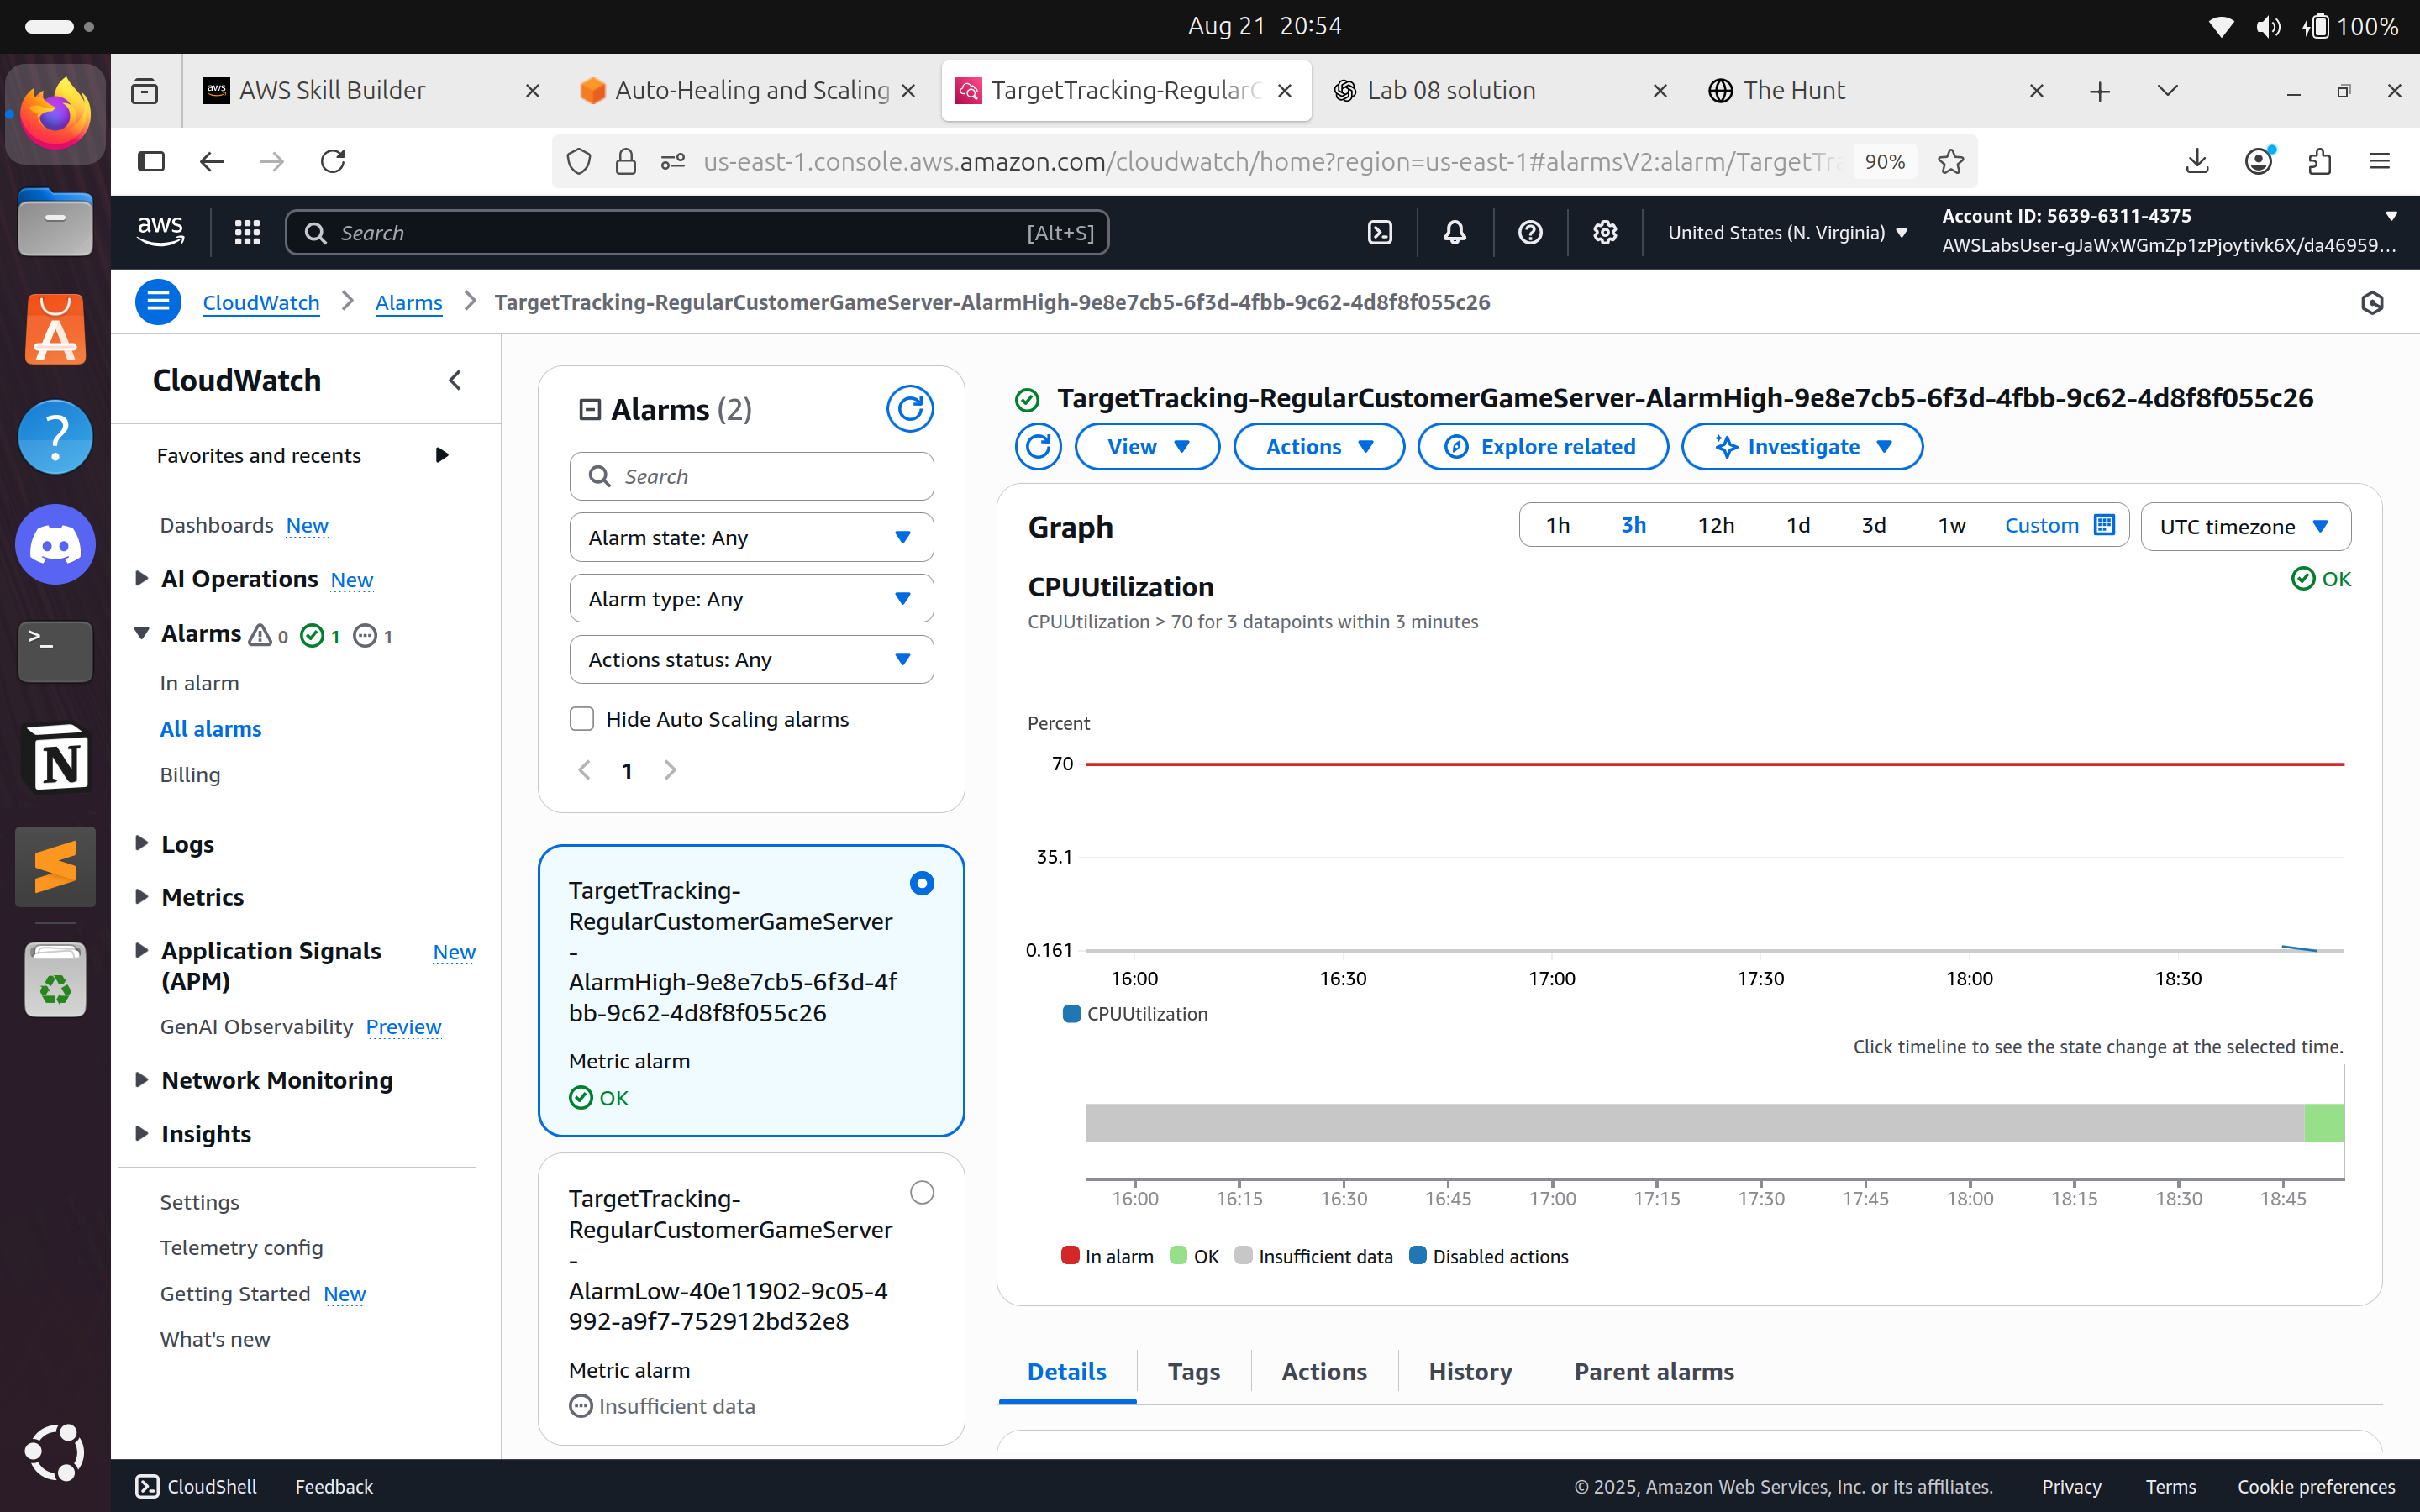 Aug 21 20:54
100%
AWS Skill Builder
Auto-Healing and Scaling
TargetTracking-RegularC
Lab 08 solution
The Hunt
us-east-1.console.aws.amazon.com/cloudwatch/home?region=us-east-1#alarmsV2:alarm/TargetTr
90%
aws
Search
[Alt+S]
United States (N. Virginia)
Account ID: 5639-6311-4375
AWSLabsUser-gJaWxWGmZp1zPjoytivk6X/da46959...
CloudWatch
Alarms
TargetTracking-RegularCustomerGameServer-AlarmHigh-9e8e7cb5-6f3d-4fbb-9c62-4d8f8f055c26
CloudWatch
Favorites and recents
Dashboards New
AI Operations New
Alarms 0 1 1
In alarm
All alarms
Billing
Logs
Metrics
Application Signals New
(APM)
GenAI Observability Preview
Network Monitoring
Insights
Settings
Telemetry config
Getting Started New
What's new
Alarms (2)
Search
Alarm state: Any
Alarm type: Any
Actions status: Any
Hide Auto Scaling alarms
1
TargetTracking-
RegularCustomerGameServer
-
AlarmHigh-9e8e7cb5-6f3d-4f
bb-9c62-4d8f8f055c26
Metric alarm
OK
TargetTracking-
RegularCustomerGameServer
-
AlarmLow-40e11902-9c05-4
992-a9f7-752912bd32e8
Metric alarm
Insufficient data
TargetTracking-RegularCustomerGameServer-AlarmHigh-9e8e7cb5-6f3d-4fbb-9c62-4d8f8f055c26
View
Actions
Explore related
Investigate
Graph
1h 3h 12h 1d 3d 1w Custom
UTC timezone
CPUUtilization
OK
CPUUtilization > 70 for 3 datapoints within 3 minutes
Percent
70
35.1
0.161
16:00 16:30 17:00 17:30 18:00 18:30
CPUUtilization
Click timeline to see the state change at the selected time.
16:00 16:15 16:30 16:45 17:00 17:15 17:30 17:45 18:00 18:15 18:30 18:45
In alarm OK Insufficient data Disabled actions
Details Tags Actions History Parent alarms
CloudShell Feedback
© 2025, Amazon Web Services, Inc. or its affiliates. Privacy Terms Cookie preferences